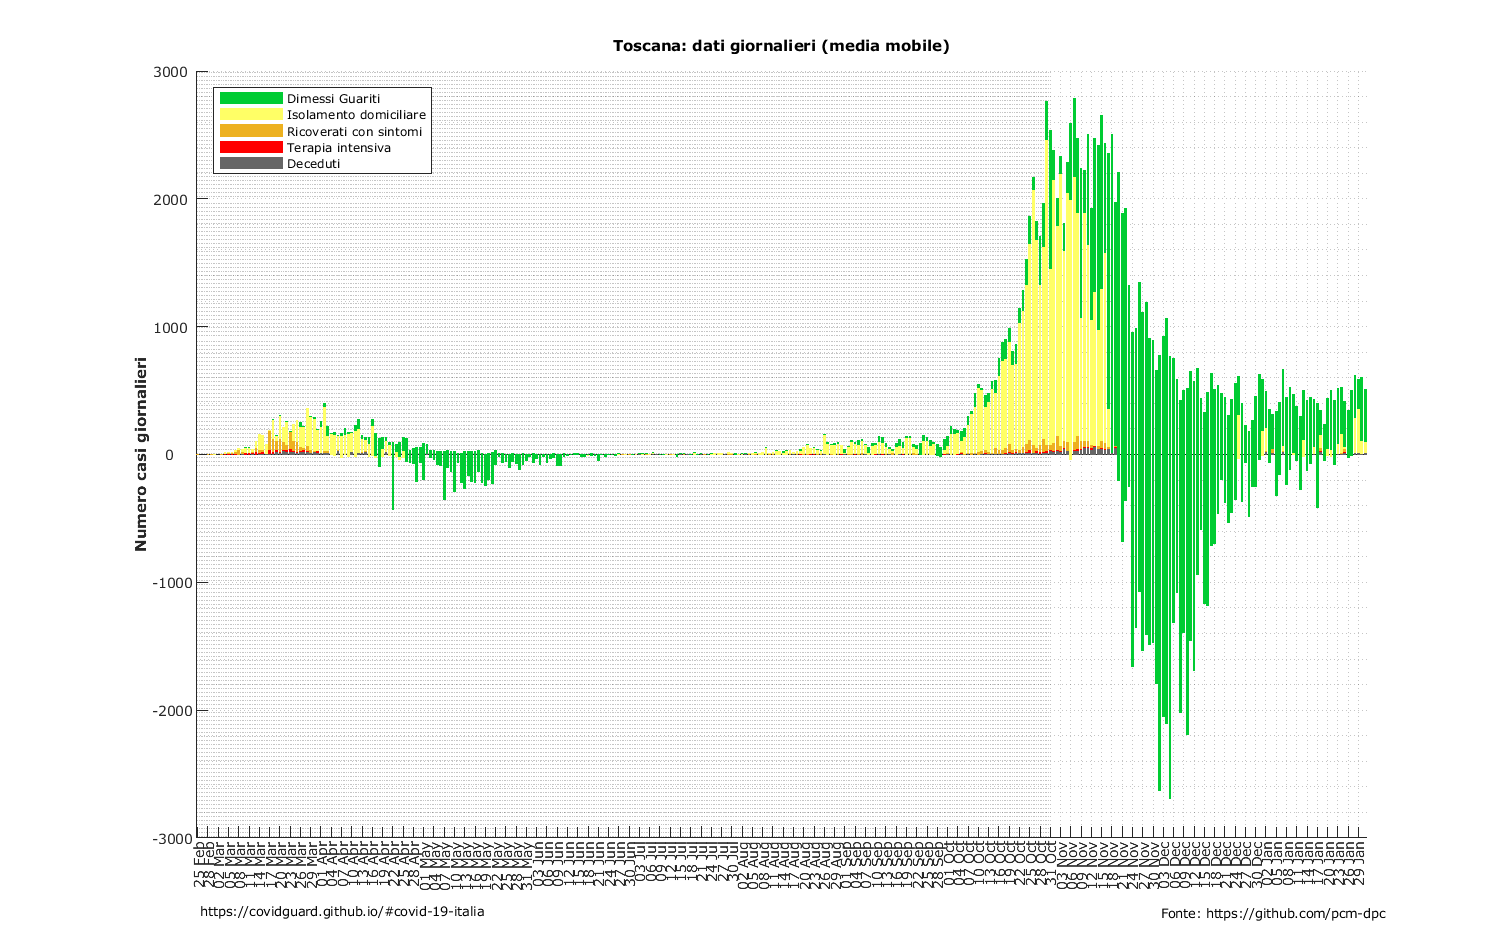 Toscana: dati giornalieri (media mobile)
3000
2000
1000
0
-1000
-2000
-3000
Numero casi giornalieri
Dimessi Guariti
Isolamento domiciliare
Ricoverati con sintomi
Terapia intensiva
Deceduti
25 Feb
28 Feb
02 Mar
05 Mar
08 Mar
11 Mar
14 Mar
17 Mar
20 Mar
23 Mar
26 Mar
29 Mar
01 Apr
04 Apr
07 Apr
10 Apr
13 Apr
16 Apr
19 Apr
22 Apr
25 Apr
28 Apr
01 May
04 May
07 May
10 May
13 May
16 May
19 May
22 May
25 May
28 May
31 May
03 Jun
06 Jun
09 Jun
12 Jun
15 Jun
18 Jun
21 Jun
24 Jun
27 Jun
30 Jun
03 Jul
06 Jul
09 Jul
12 Jul
15 Jul
18 Jul
21 Jul
24 Jul
27 Jul
30 Jul
02 Aug
05 Aug
08 Aug
11 Aug
14 Aug
17 Aug
20 Aug
23 Aug
26 Aug
29 Aug
01 Sep
04 Sep
07 Sep
10 Sep
13 Sep
16 Sep
19 Sep
22 Sep
25 Sep
28 Sep
01 Oct
04 Oct
07 Oct
10 Oct
13 Oct
16 Oct
19 Oct
22 Oct
25 Oct
28 Oct
31 Oct
03 Nov
06 Nov
09 Nov
12 Nov
15 Nov
18 Nov
21 Nov
24 Nov
27 Nov
30 Nov
03 Dec
06 Dec
09 Dec
12 Dec
15 Dec
18 Dec
21 Dec
24 Dec
27 Dec
30 Dec
02 Jan
05 Jan
08 Jan
11 Jan
14 Jan
17 Jan
20 Jan
23 Jan
26 Jan
29 Jan
https://covidguard.github.io/#covid-19-italia
Fonte: https://github.com/pcm-dpc